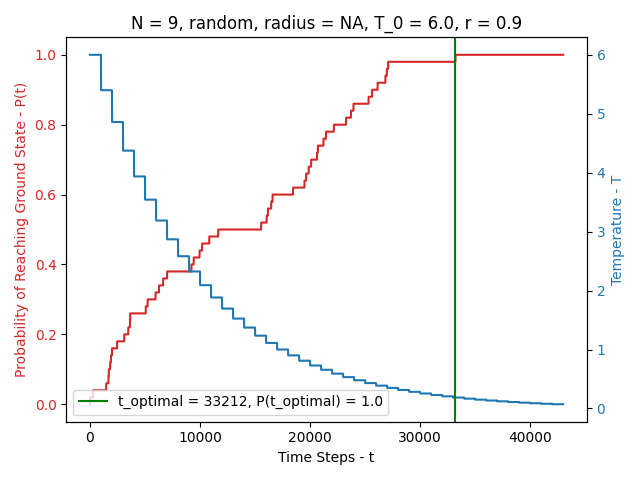 N = 9, random, radius = NA, T_0 = 6.0, r = 0.9
Probability of Reaching Ground State - P(t)
1.0
0.8
0.6
0.4
0.2
0.0
6
5
4
3
2
1
0
Temperature - T
t_optimal = 33212, P(t_optimal) = 1.0
0 10000 20000 30000 40000
Time Steps - t